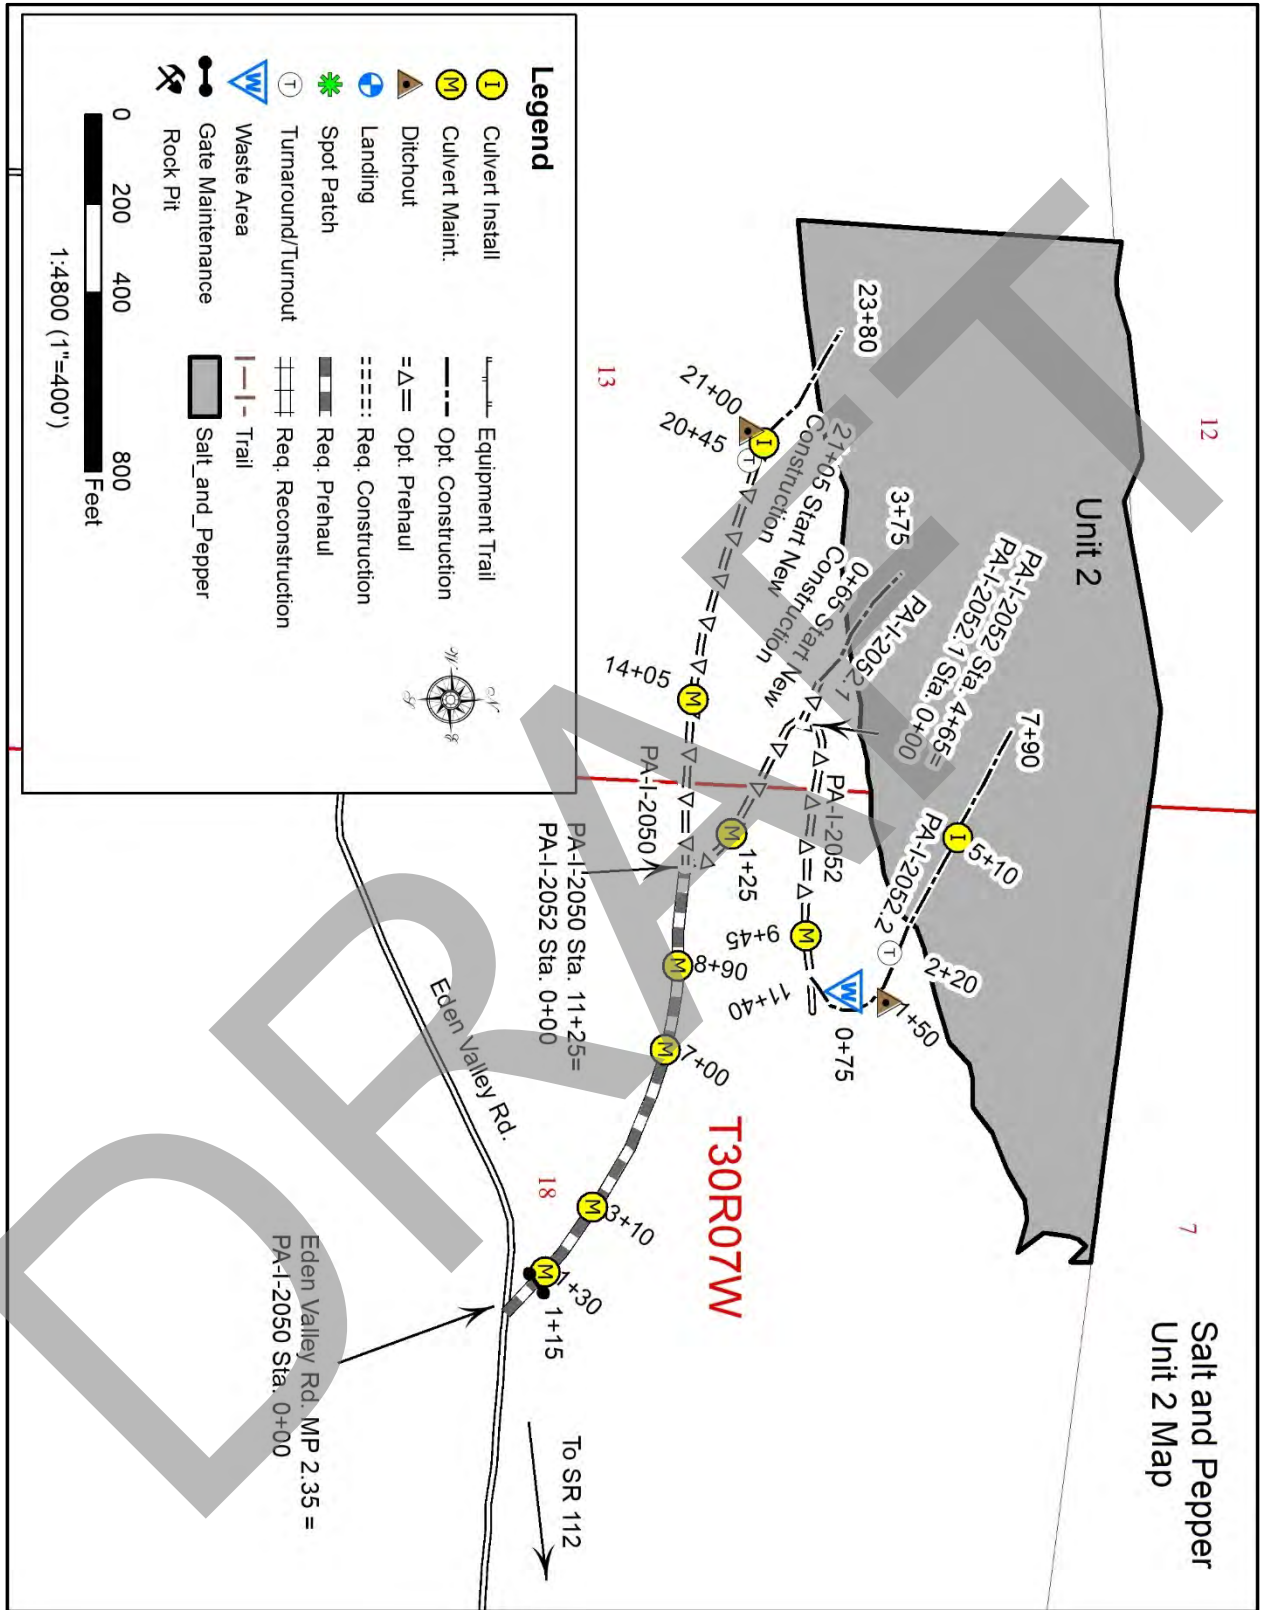 Salt and Pepper
Unit 2 Map
12
7
Unit 2
7+90
PA-I-2052 Sta. 4+65=
PA-I-2052.1 Sta. 0+00
5+10
2+20
PA-I-2052.2
1+50
3+75
PA-I-2052.1
23+80
0+65 Start New
Construction
21+05 Start New
Construction
PA-I-2052
W
0+75
11+40
9+45
M
I
T
21+00
20+45
I
T
1+25
M
14+05
M
PA-I-2050
13
T30R07W
8+90
M
7+00
M
3+10
M
1+30
M
1+15
18
PA-I-2050 Sta. 11+25=
PA-I-2052 Sta. 0+00
Eden Valley Rd.
To SR 112
Eden Valley Rd. MP 2.35 =
PA-I-2050 Sta. 0+00
Legend
I Culvert Install
M Culvert Maint.
Ditchout
Landing
Spot Patch
T Turnaround/Turnout
W Waste Area
Gate Maintenance
Rock Pit
Equipment Trail
Opt. Construction
Opt. Prehaul
Req. Construction
Req. Prehaul
Req. Reconstruction
Trail
Salt_and_Pepper
N
W
E
S
0 200 400 800
Feet
1:4800 (1"=400')
DRAFT